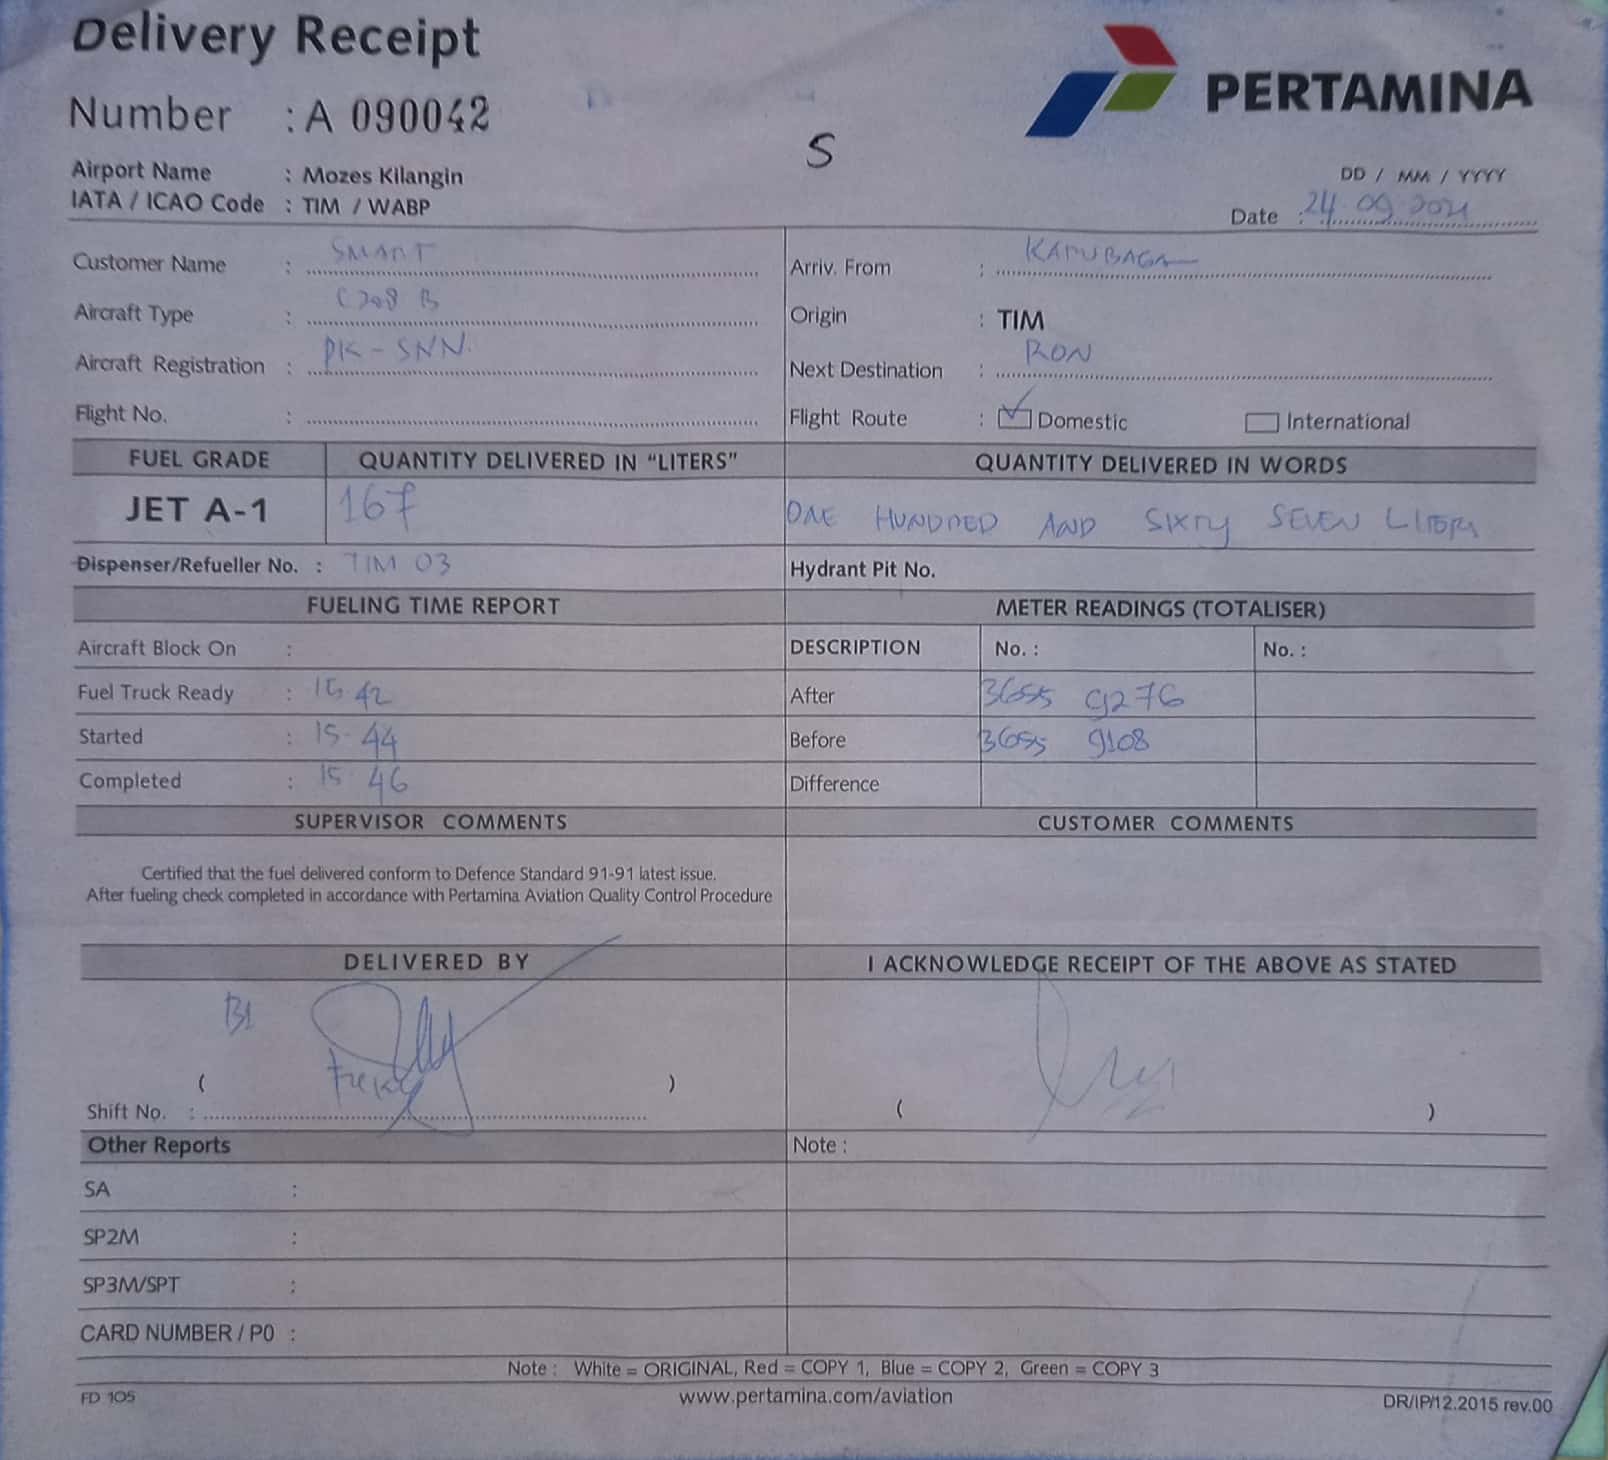 Delivery Receipt
PERTAMINA
Number : A 090042
S
Airport Name : Mozes Kilangin
DD / MM / YYYY
IATA / ICAO Code : TIM / WABP
Date : 24.09.2021
Customer Name : SMART
Arriv. From : KARUBAGA
Aircraft Type : C208 B
Origin : TIM
Aircraft Registration : PK-SNN
Next Destination : RON
Flight No. :
Flight Route : Domestic International
FUEL GRADE QUANTITY DELIVERED IN "LITERS" QUANTITY DELIVERED IN WORDS
JET A-1 167 ONE HUNDRED AND SIXTY SEVEN LITERS
Dispenser/Refueller No. : TIM 03 Hydrant Pit No.
FUELING TIME REPORT METER READINGS (TOTALISER)
Aircraft Block On : DESCRIPTION No. : No. :
Fuel Truck Ready : 15 42 After 3655 9276
Started : 15.44 Before 3655 9108
Completed : 15 46 Difference
SUPERVISOR COMMENTS CUSTOMER COMMENTS
Certified that the fuel delivered conform to Defence Standard 91-91 latest issue.
After fueling check completed in accordance with Pertamina Aviation Quality Control Procedure
DELIVERED BY I ACKNOWLEDGE RECEIPT OF THE ABOVE AS STATED
( )
Shift No. : ( )
Other Reports Note :
SA :
SP2M :
SP3M/SPT :
CARD NUMBER / P0 :
Note : White = ORIGINAL, Red = COPY 1, Blue = COPY 2, Green = COPY 3
FD 105 www.pertamina.com/aviation DR/IP/12.2015 rev.00